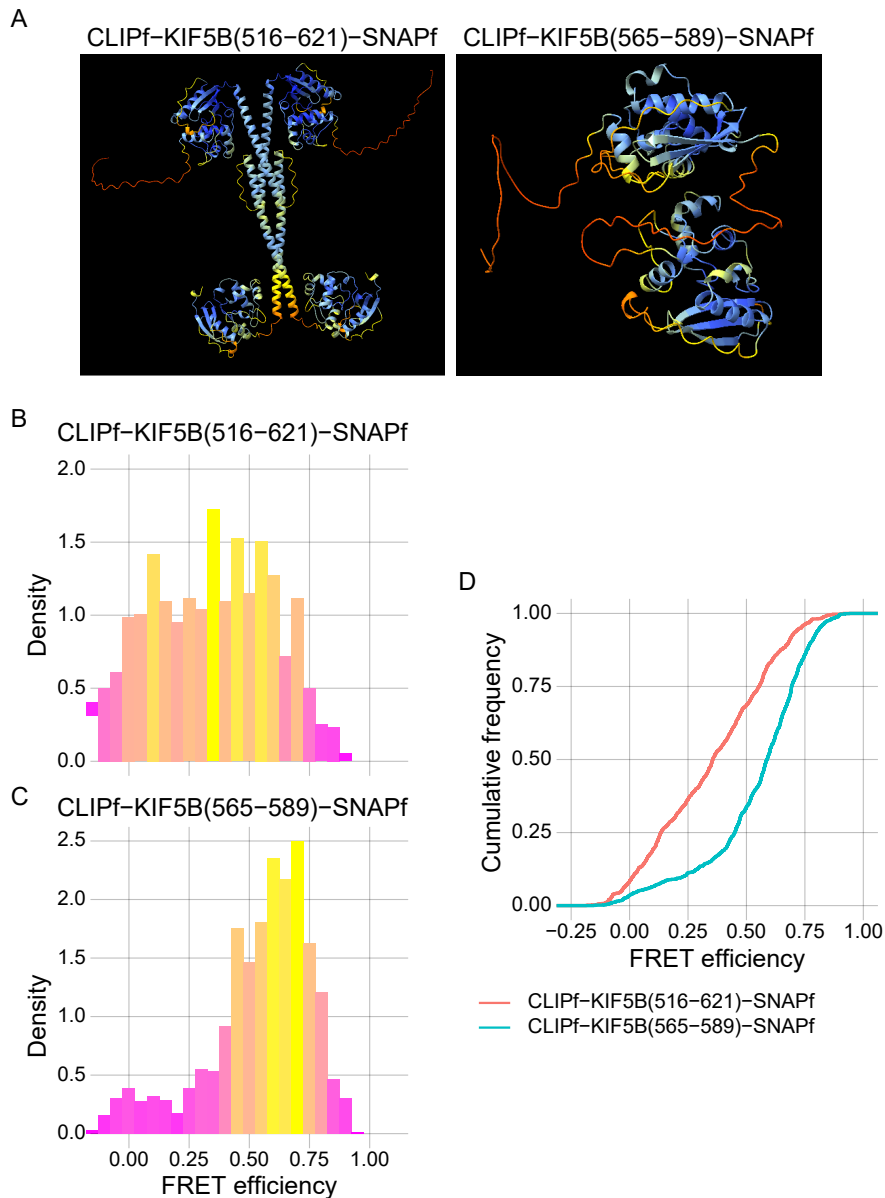 A
CLIPf−KIF5B(516−621)−SNAPf
CLIPf−KIF5B(565−589)−SNAPf
B
CLIPf−KIF5B(516−621)−SNAPf
2.0
1.5
1.0
0.5
0.0
Density
C
CLIPf−KIF5B(565−589)−SNAPf
2.5
2.0
1.5
1.0
0.5
0.0
Density
0.00 0.25 0.50 0.75 1.00
FRET efficiency
D
1.00
0.75
0.50
0.25
0.00
Cumulative frequency
−0.25 0.00 0.25 0.50 0.75 1.00
FRET efficiency
CLIPf−KIF5B(516−621)−SNAPf
CLIPf−KIF5B(565−589)−SNAPf